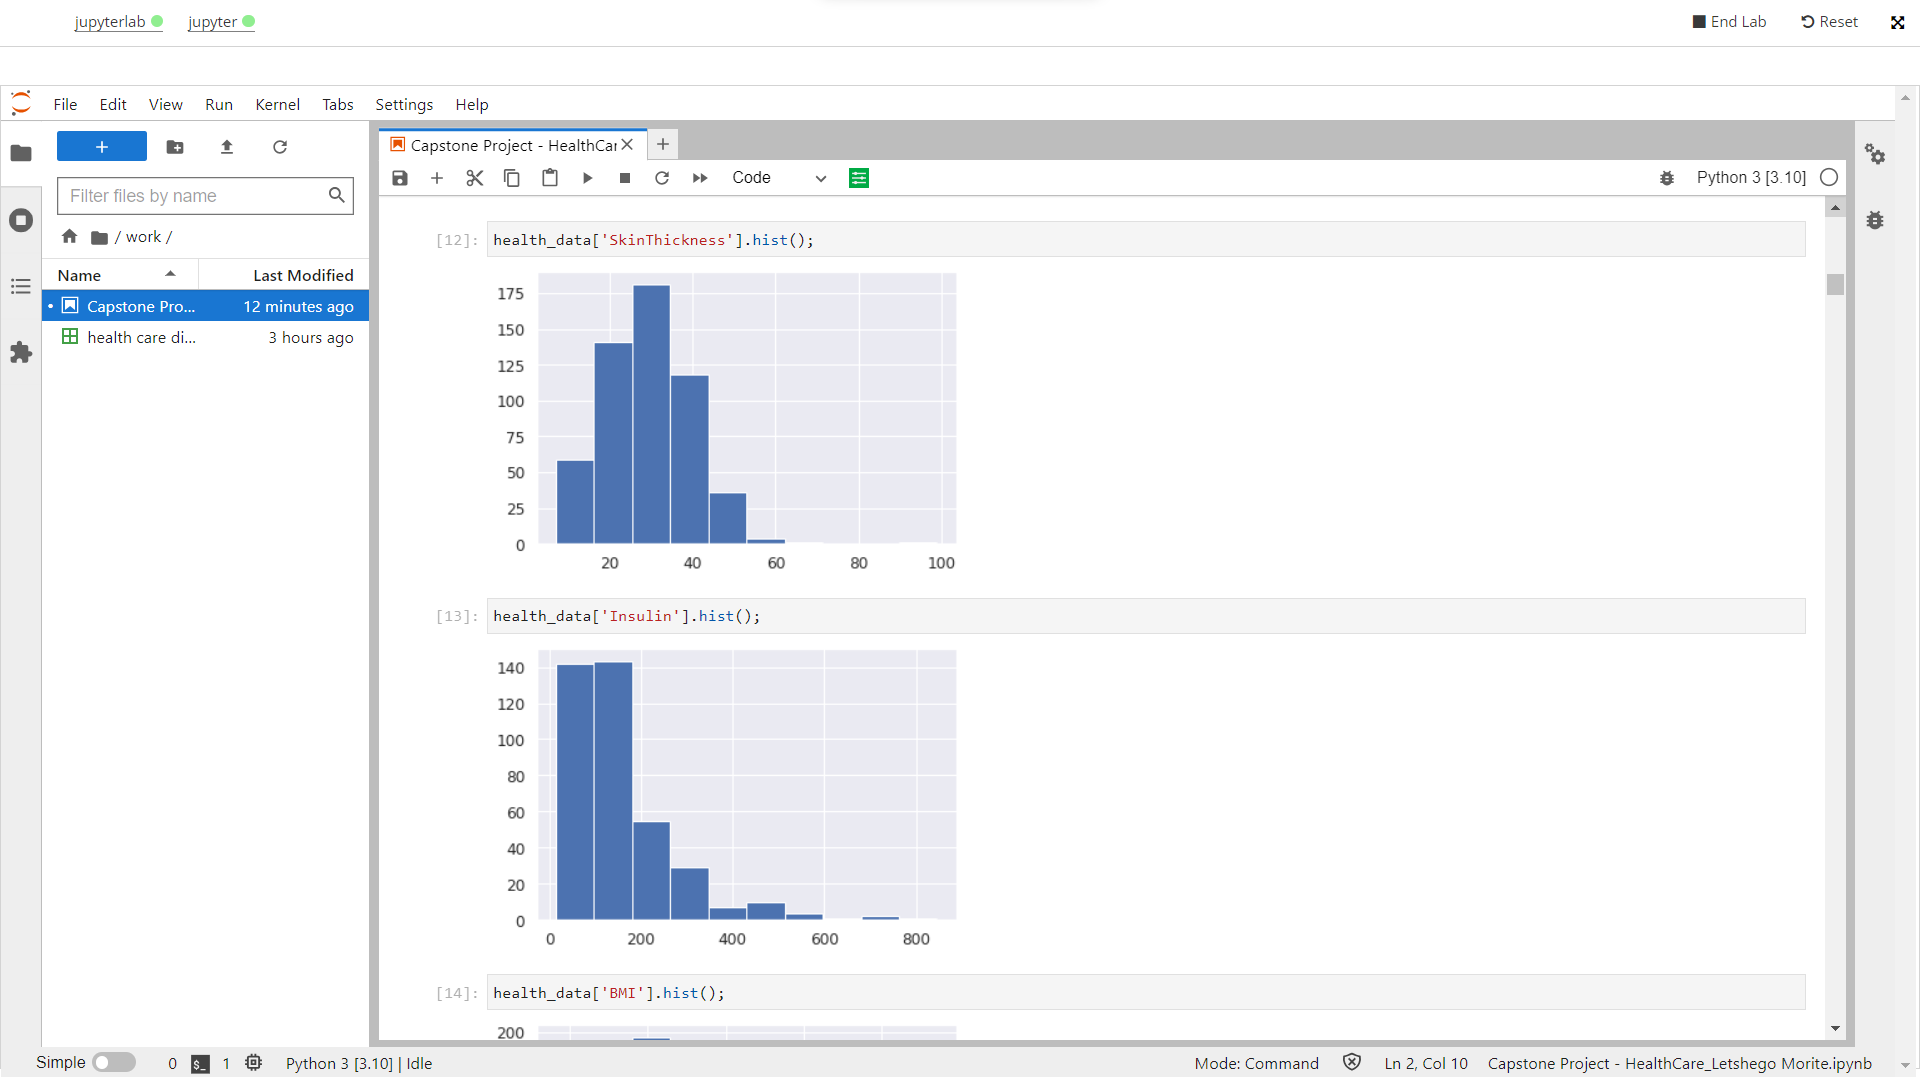 jupyterlab jupyter End Lab Reset
File Edit View Run Kernel Tabs Settings Help
Capstone Project - HealthCar
Code Python 3 [3.10]
Filter files by name
/ work /
Name Last Modified
Capstone Pro... 12 minutes ago
health care di... 3 hours ago
[12]: health_data['SkinThickness'].hist();
175
150
125
100
75
50
25
0
20 40 60 80 100
[13]: health_data['Insulin'].hist();
140
120
100
80
60
40
20
0
0 200 400 600 800
[14]: health_data['BMI'].hist();
200
Simple 0 $_ 1 Python 3 [3.10] | Idle Mode: Command Ln 2, Col 10 Capstone Project - HealthCare_Letshego Morite.ipynb